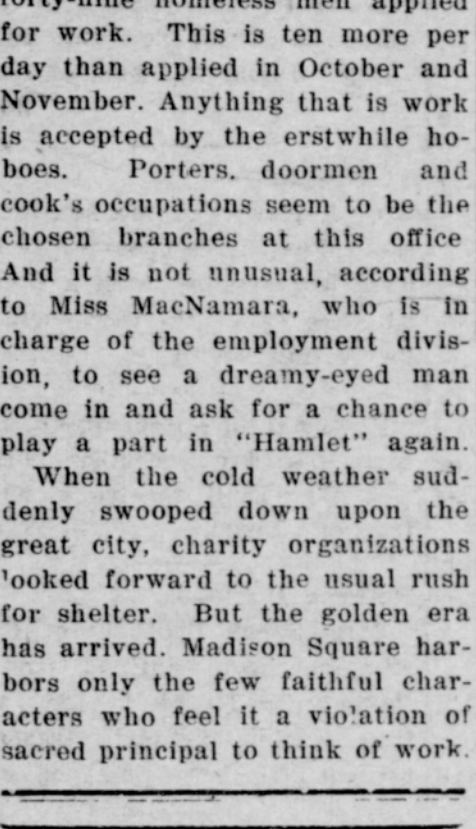 forty-nine homeless men applied
for work. This is ten more per
day than applied in October and
November. Anything that is work
is accepted by the erstwhile ho-
boes. Porters. doormen and
cook's occupations seem to be the
chosen branches at this office
And it is not unusual, according
to Miss MacNamara, who is in
charge of the employment divis-
ion, to see a dreamy-eyed man
come in and ask for a chance to
play a part in "Hamlet" again.
When the cold weather sud-
denly swooped down upon the
great city, charity organizations
looked forward to the usual rush
for shelter. But the golden era
has arrived. Madison Square har-
bors only the few faithful char-
acters who feel it a violation of
sacred principal to think of work.